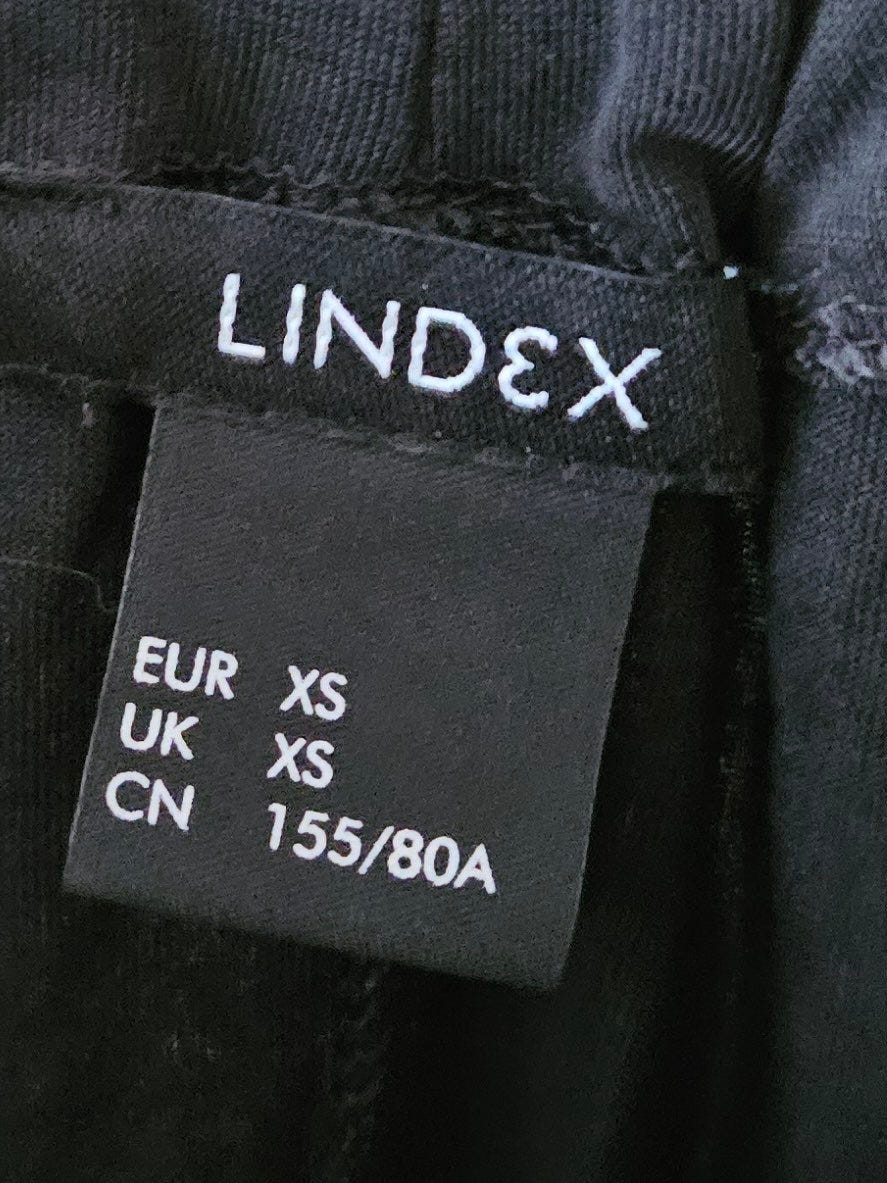 LINDEX
EUR XS
UK XS
CN 155/80A